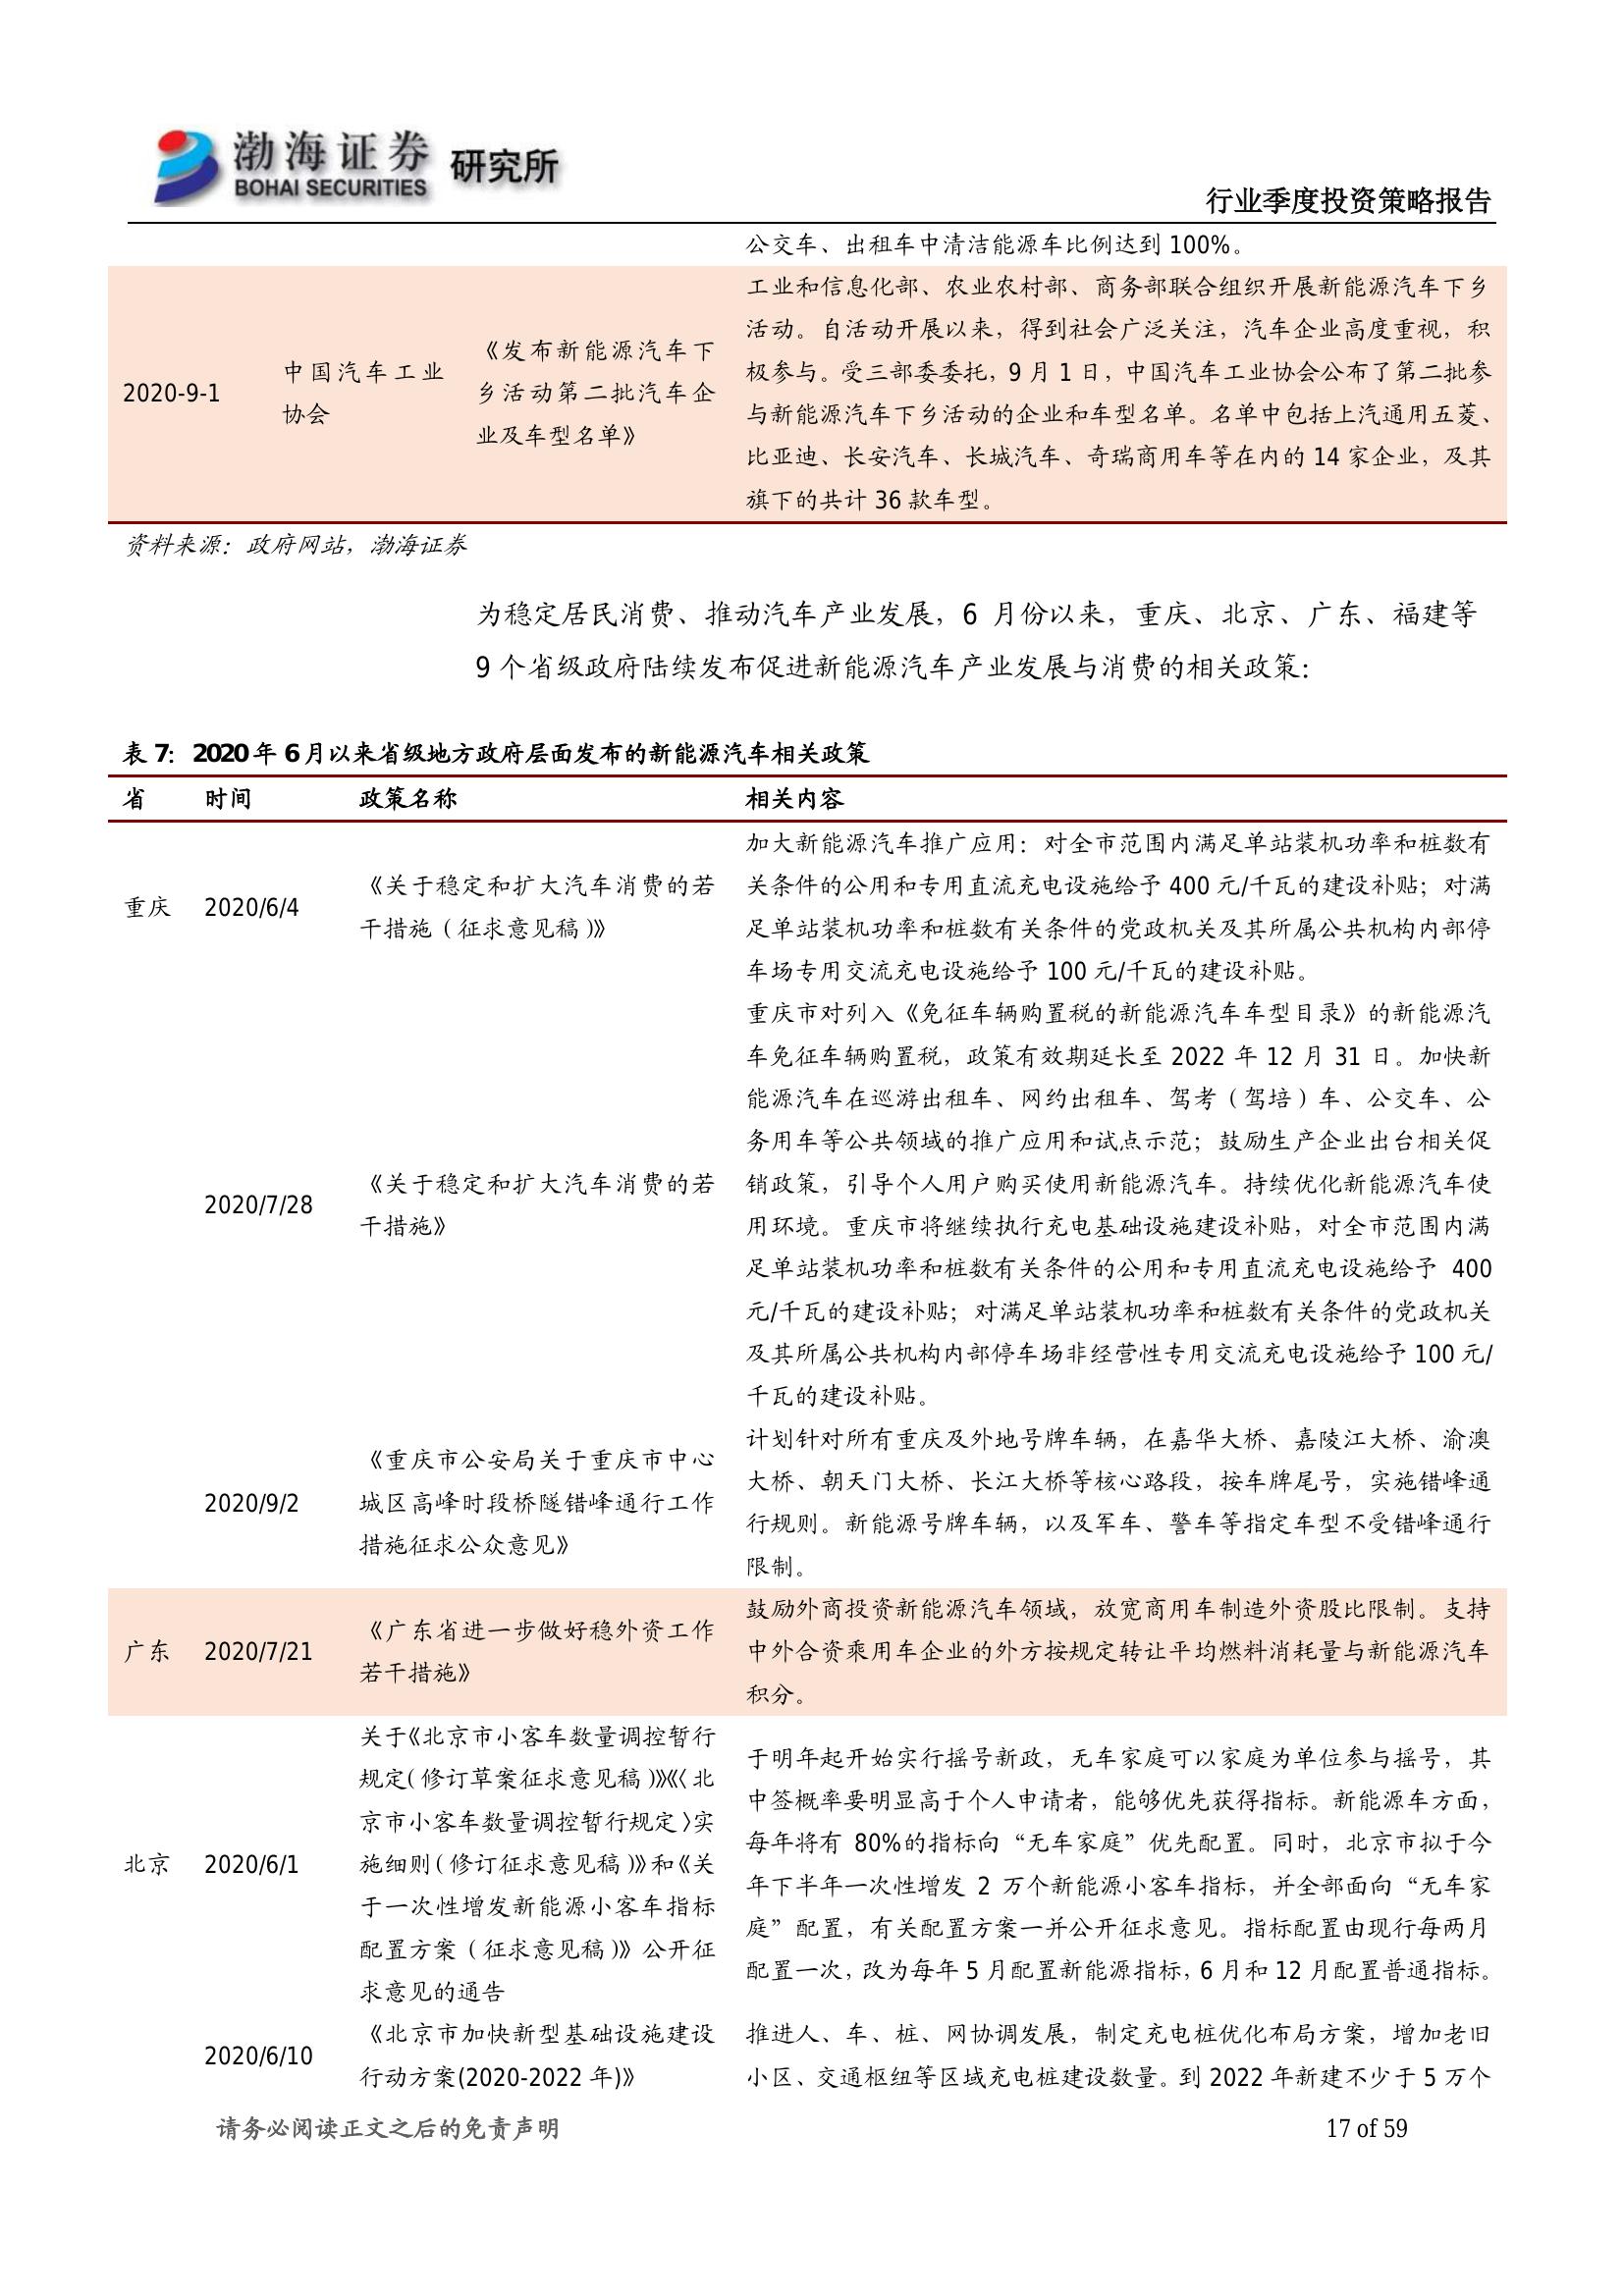 渤海证券 研究所
BOHAI SECURITIES
行业季度投资策略报告
公交车、出租车中清洁能源车比例达到 100%。
2020-9-1
中国汽车工业
协会
《发布新能源汽车下
乡活动第二批汽车企
业及车型名单》
工业和信息化部、农业农村部、商务部联合组织开展新能源汽车下乡
活动。自活动开展以来，得到社会广泛关注，汽车企业高度重视，积
极参与。受三部委委托，9 月 1 日，中国汽车工业协会公布了第二批参
与新能源汽车下乡活动的企业和车型名单。名单中包括上汽通用五菱、
比亚迪、长安汽车、长城汽车、奇瑞商用车等在内的 14 家企业，及其
旗下的共计 36 款车型。
资料来源：政府网站，渤海证券
为稳定居民消费、推动汽车产业发展，6 月份以来，重庆、北京、广东、福建等
9 个省级政府陆续发布促进新能源汽车产业发展与消费的相关政策：
表 7：2020 年 6 月以来省级地方政府层面发布的新能源汽车相关政策
省 时间 政策名称 相关内容
重庆 2020/6/4
《关于稳定和扩大汽车消费的若
干措施（征求意见稿）》
加大新能源汽车推广应用：对全市范围内满足单站装机功率和桩数有
关条件的公用和专用直流充电设施给予 400 元/千瓦的建设补贴；对满
足单站装机功率和桩数有关条件的党政机关及其所属公共机构内部停
车场专用交流充电设施给予 100 元/千瓦的建设补贴。
2020/7/28
《关于稳定和扩大汽车消费的若
干措施》
重庆市对列入《免征车辆购置税的新能源汽车车型目录》的新能源汽
车免征车辆购置税，政策有效期延长至 2022 年 12 月 31 日。加快新
能源汽车在巡游出租车、网约出租车、驾考（驾培）车、公交车、公
务用车等公共领域的推广应用和试点示范；鼓励生产企业出台相关促
销政策，引导个人用户购买使用新能源汽车。持续优化新能源汽车使
用环境。重庆市将继续执行充电基础设施建设补贴，对全市范围内满
足单站装机功率和桩数有关条件的公用和专用直流充电设施给予 400
元/千瓦的建设补贴；对满足单站装机功率和桩数有关条件的党政机关
及其所属公共机构内部停车场非经营性专用交流充电设施给予 100 元/
千瓦的建设补贴。
2020/9/2
《重庆市公安局关于重庆市中心
城区高峰时段桥隧错峰通行工作
措施征求公众意见》
计划针对所有重庆及外地号牌车辆，在嘉华大桥、嘉陵江大桥、渝澳
大桥、朝天门大桥、长江大桥等核心路段，按车牌尾号，实施错峰通
行规则。新能源号牌车辆，以及军车、警车等指定车型不受错峰通行
限制。
广东 2020/7/21
《广东省进一步做好稳外资工作
若干措施》
鼓励外商投资新能源汽车领域，放宽商用车制造外资股比限制。支持
中外合资乘用车企业的外方按规定转让平均燃料消耗量与新能源汽车
积分。
北京 2020/6/1
关于《北京市小客车数量调控暂行
规定（修订草案征求意见稿）》《〈北
京市小客车数量调控暂行规定〉实
施细则（修订征求意见稿）》和《关
于一次性增发新能源小客车指标
配置方案（征求意见稿）》公开征
求意见的通告
于明年起开始实行摇号新政，无车家庭可以家庭为单位参与摇号，其
中签概率要明显高于个人申请者，能够优先获得指标。新能源车方面，
每年将有 80%的指标向“无车家庭”优先配置。同时，北京市拟于今
年下半年一次性增发 2 万个新能源小客车指标，并全部面向“无车家
庭”配置，有关配置方案一并公开征求意见。指标配置由现行每两月
配置一次，改为每年 5 月配置新能源指标，6 月和 12 月配置普通指标。
2020/6/10
《北京市加快新型基础设施建设
行动方案(2020-2022 年)》
推进人、车、桩、网协调发展，制定充电桩优化布局方案，增加老旧
小区、交通枢纽等区域充电桩建设数量。到 2022 年新建不少于 5 万个
请务必阅读正文之后的免责声明
17 of 59